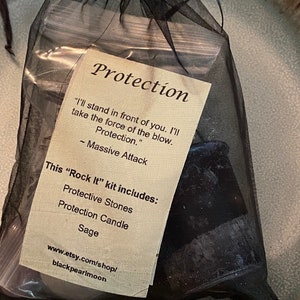 Protection
"I'll stand in front of you. I'll
take the force of the blow.
Protection."
~ Massive Attack
This "Rock It" kit includes:
Protective Stones
Protection Candle
Sage
www.etsy.com/shop/
blackpearlmoon